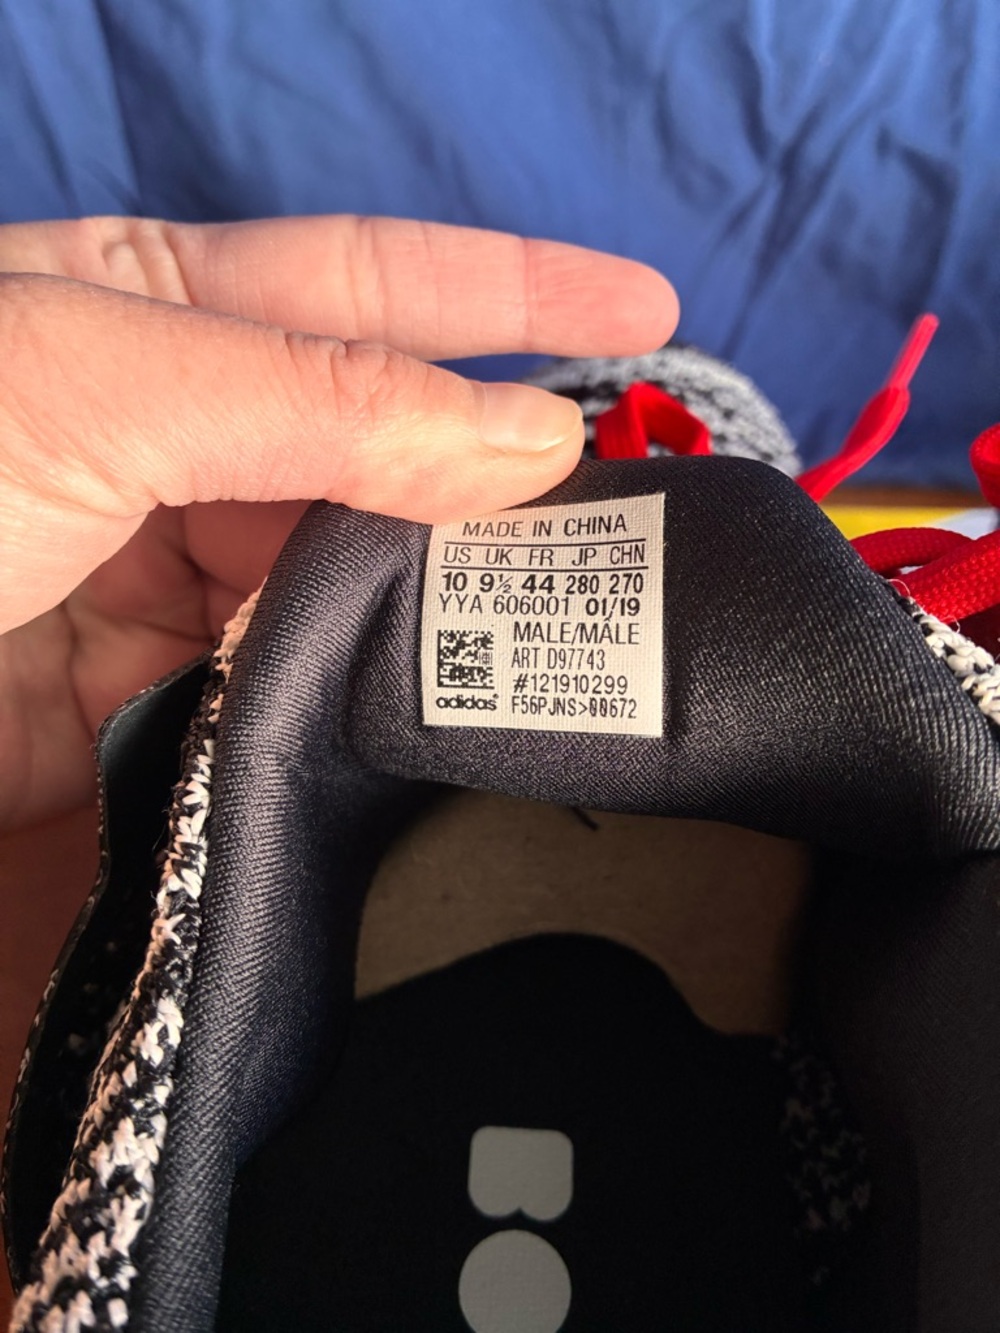 MADE IN CHINA
US UK FR JP CHN
10 9½ 44 280 270
YYA 606001 01/19
MALE/MÂLE
ART D97743
#121910299
adidas F56PJNS>00672